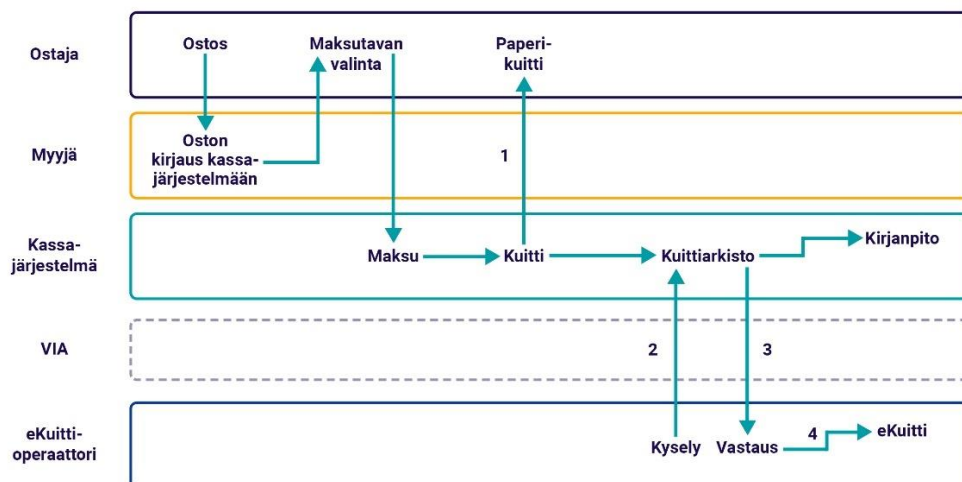 Ostaja
Ostos
Maksutavan
valinta
Paperi-
kuitti
Myyjä
Oston
kirjaus kassa-
järjestelmään
1
Kassa-
järjestelmä
Maksu
Kuitti
Kuittiarkisto
Kirjanpito
VIA
2
3
eKuitti-
operaattori
Kysely
Vastaus
4
eKuitti